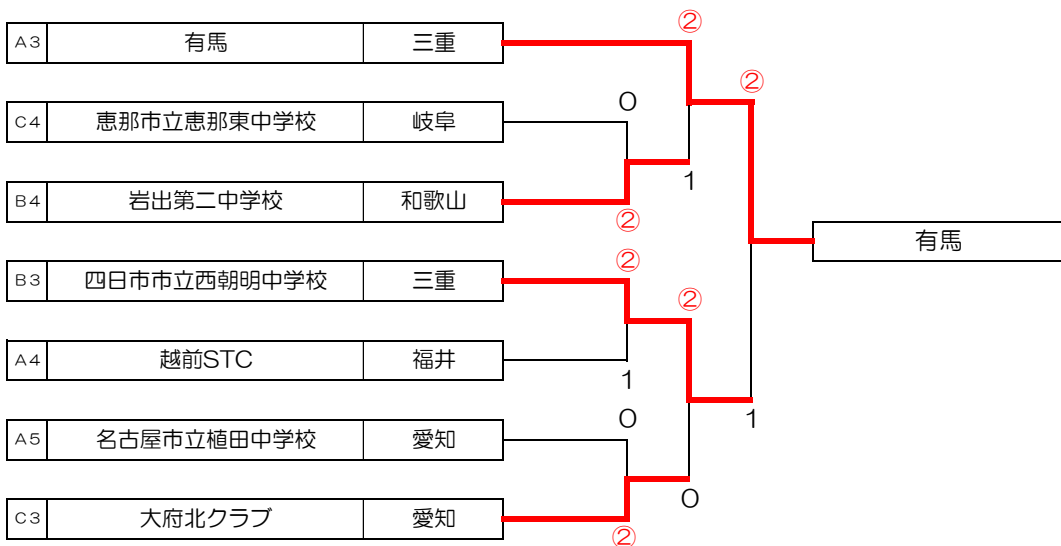 ②
A3 有馬 三重
②
0
C4 恵那市立恵那東中学校 岐阜
1
B4 岩出第二中学校 和歌山
②
有馬
②
B3 四日市市立西朝明中学校 三重
②
A4 越前STC 福井
1
0
1
A5 名古屋市立植田中学校 愛知
0
C3 大府北クラブ 愛知
②